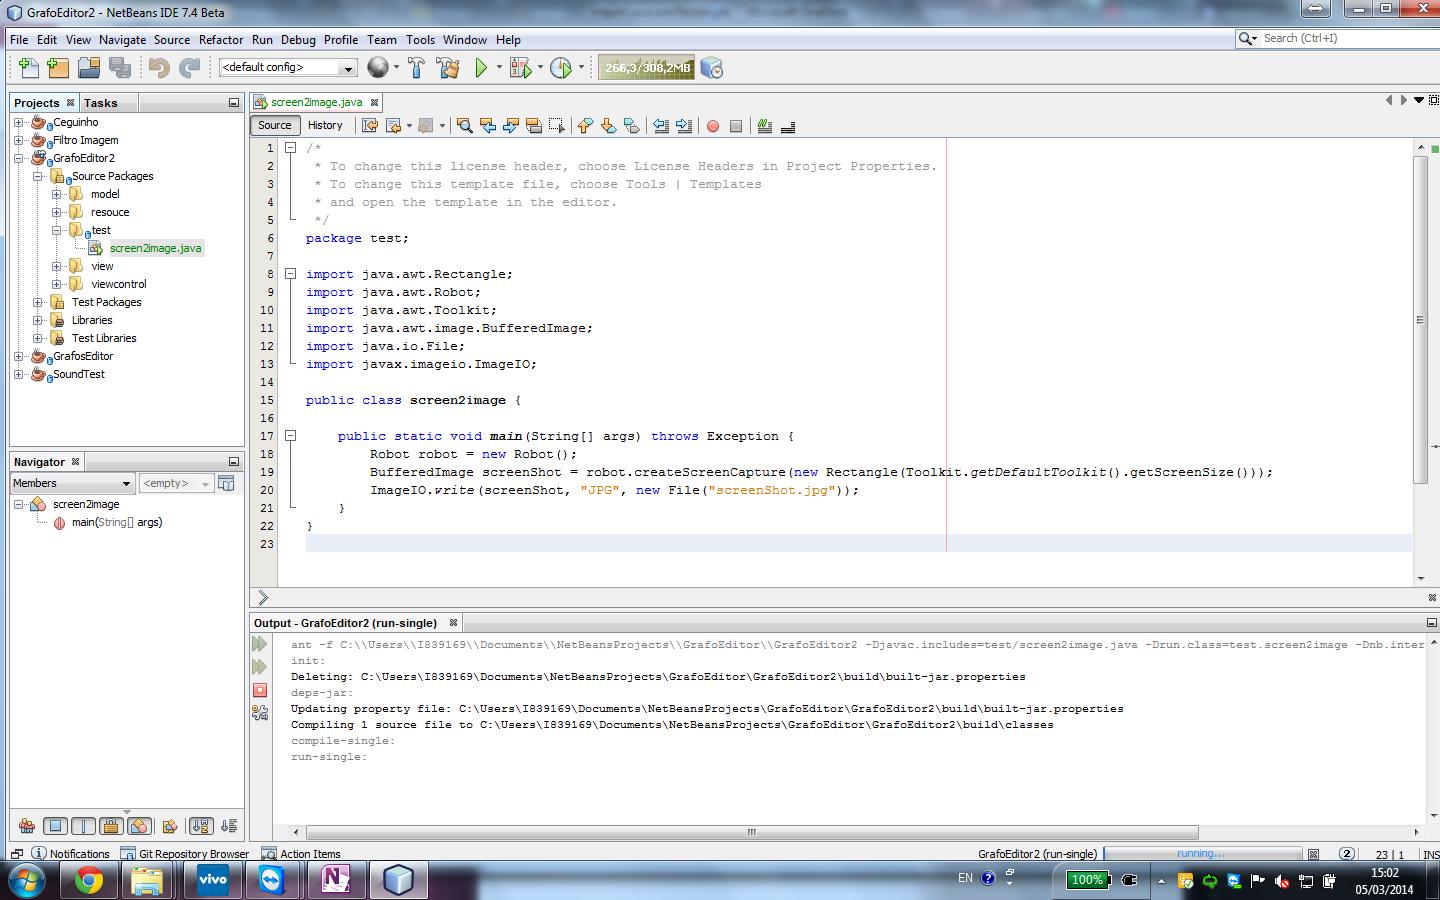 GrafoEditor2 - NetBeans IDE 7.4 Beta
File Edit View Navigate Source Refactor Run Debug Profile Team Tools Window Help
Search (Ctrl+I)
<default config>
266,3/308,2MB
Projects Tasks
Ceguinho
Filtro Imagem
GrafoEditor2
Source Packages
model
resouce
test
screen2image.java
view
viewcontrol
Test Packages
Libraries
Test Libraries
GrafosEditor
SoundTest
Navigator
Members
<empty>
screen2image
main(String[] args)
screen2image.java
Source History
1 /*
2 * To change this license header, choose License Headers in Project Properties.
3 * To change this template file, choose Tools | Templates
4 * and open the template in the editor.
5 */
6 package test;
7
8 import java.awt.Rectangle;
9 import java.awt.Robot;
10 import java.awt.Toolkit;
11 import java.awt.image.BufferedImage;
12 import java.io.File;
13 import javax.imageio.ImageIO;
14
15 public class screen2image {
16
17 public static void main(String[] args) throws Exception {
18 Robot robot = new Robot();
19 BufferedImage screenShot = robot.createScreenCapture(new Rectangle(Toolkit.getDefaultToolkit().getScreenSize()));
20 ImageIO.write(screenShot, "JPG", new File("screenShot.jpg"));
21 }
22 }
23
Output - GrafoEditor2 (run-single)
ant -f C:\\Users\\I839169\\Documents\\NetBeansProjects\\GrafoEditor\\GrafoEditor2 -Djavac.includes=test/screen2image.java -Drun.class=test.screen2image -Dnb.inter
init:
Deleting: C:\Users\I839169\Documents\NetBeansProjects\GrafoEditor\GrafoEditor2\build\built-jar.properties
deps-jar:
Updating property file: C:\Users\I839169\Documents\NetBeansProjects\GrafoEditor\GrafoEditor2\build\built-jar.properties
Compiling 1 source file to C:\Users\I839169\Documents\NetBeansProjects\GrafoEditor\GrafoEditor2\build\classes
compile-single:
run-single:
Notifications Git Repository Browser Action Items
GrafoEditor2 (run-single) running... 2 23 | 1 INS
vivo
EN
100%
15:02
05/03/2014